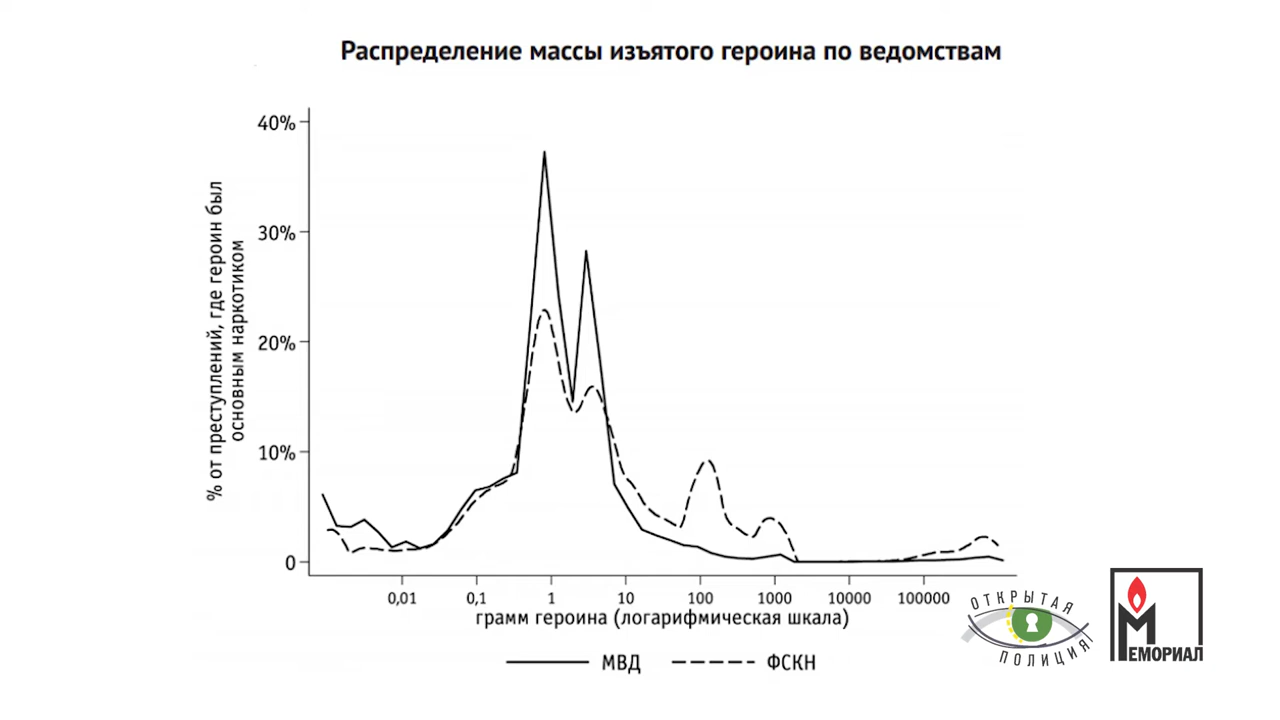 Распределение массы изъятого героина по ведомствам
% от преступлений, где героин был
основным наркотиком
40%
30%
20%
10%
0
0,01
0,1
1
10
100
1000
10000
100000
грамм героина (логарифмическая шкала)
МВД
ФСКН
ОТКРЫТАЯ
ПОЛИЦИЯ
МЕМОРИАЛ